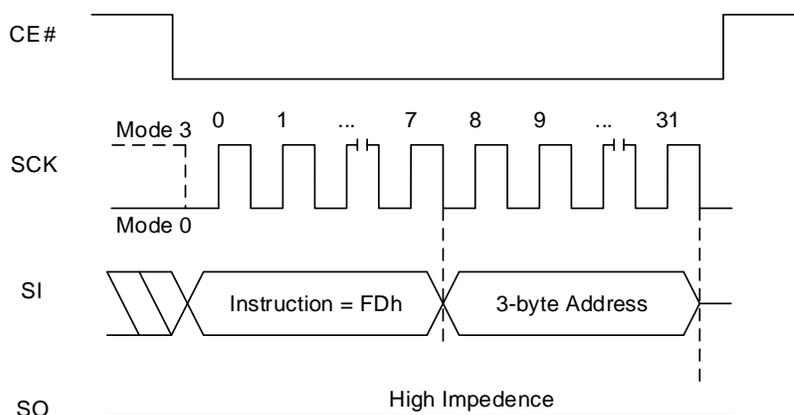 CE#
0 1 ... 7 8 9 ... 31
Mode 3
SCK
Mode 0
SI
Instruction = FDh
3-byte Address
High Impedence
SO